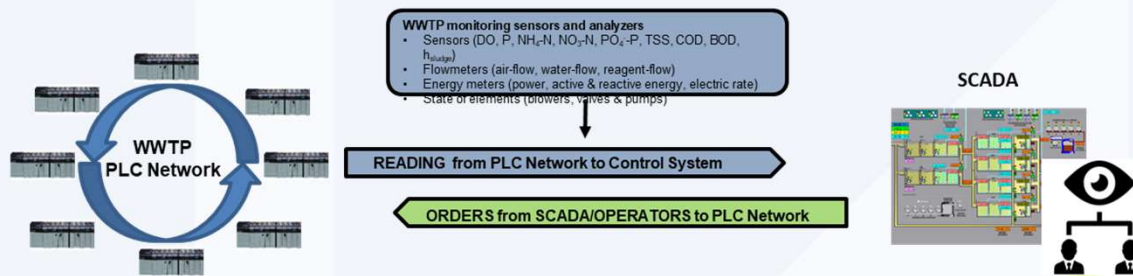 WWTP monitoring sensors and analyzers
• Sensors (DO, P, NH₄-N, NO₃-N, PO₄⁻-P, TSS, COD, BOD,
h_sludge)
• Flowmeters (air-flow, water-flow, reagent-flow)
• Energy meters (power, active & reactive energy, electric rate)
• State of elements (blowers, valves & pumps)
SCADA
WWTP
PLC Network
READING from PLC Network to Control System
ORDERS from SCADA/OPERATORS to PLC Network